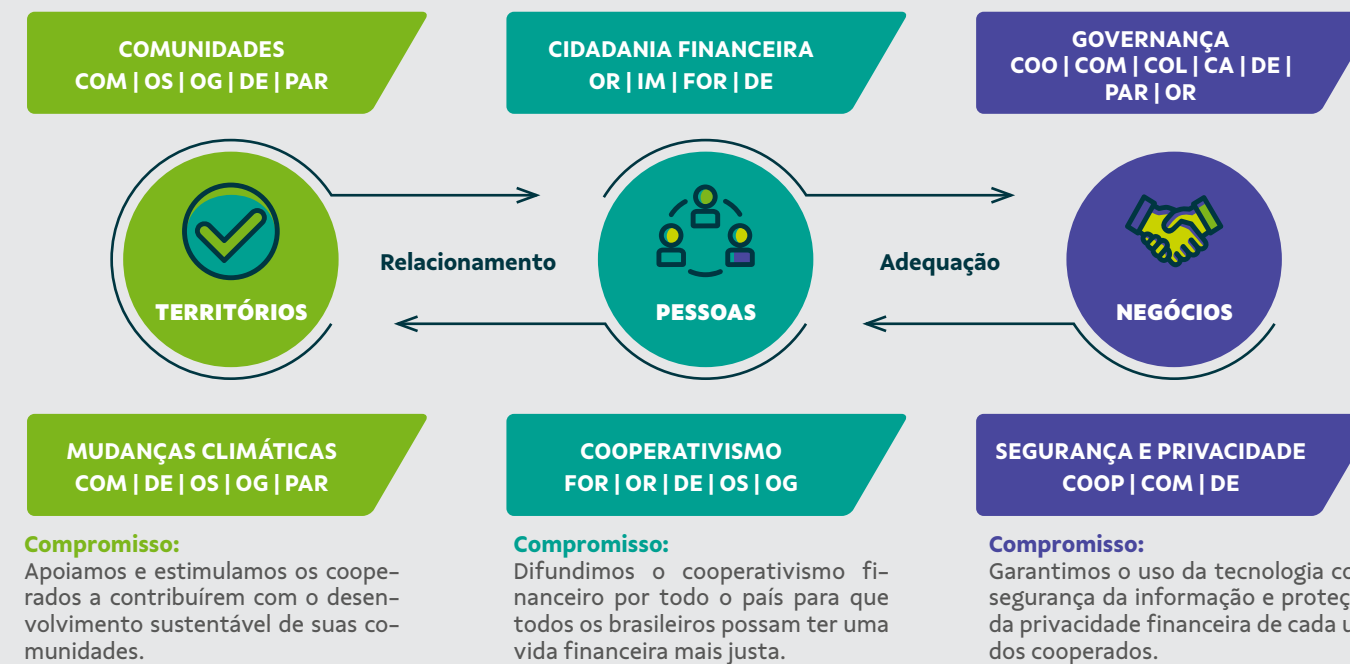 COMUNIDADES
COM | OS | OG | DE | PAR
CIDADANIA FINANCEIRA
OR | IM | FOR | DE
GOVERNANÇA
COO | COM | COL | CA | DE |
PAR | OR
TERRITÓRIOS
Relacionamento
PESSOAS
Adequação
NEGÓCIOS
MUDANÇAS CLIMÁTICAS
COM | DE | OS | OG | PAR
Compromisso:
Apoiamos e estimulamos os coope-
rados a contribuírem com o desen-
volvimento sustentável de suas co-
munidades.
COOPERATIVISMO
FOR | OR | DE | OS | OG
Compromisso:
Difundimos o cooperativismo fi-
nanceiro por todo o país para que
todos os brasileiros possam ter uma
vida financeira mais justa.
SEGURANÇA E PRIVACIDADE
COOP | COM | DE
Compromisso:
Garantimos o uso da tecnologia
segurança da informação e
da privacidade financeira de cada
dos cooperados.